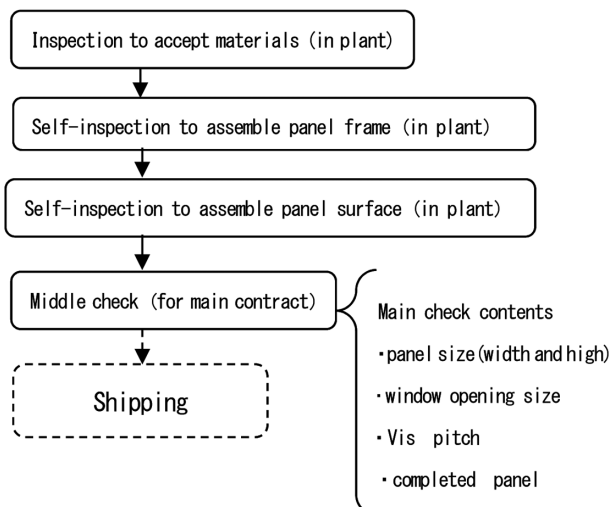 Inspection to accept materials (in plant)
Self-inspection to assemble panel frame (in plant)
Self-inspection to assemble panel surface (in plant)
Middle check (for main contract)
Shipping
Main check contents
・panel size(width and high)
・window opening size
・Vis pitch
・completed panel